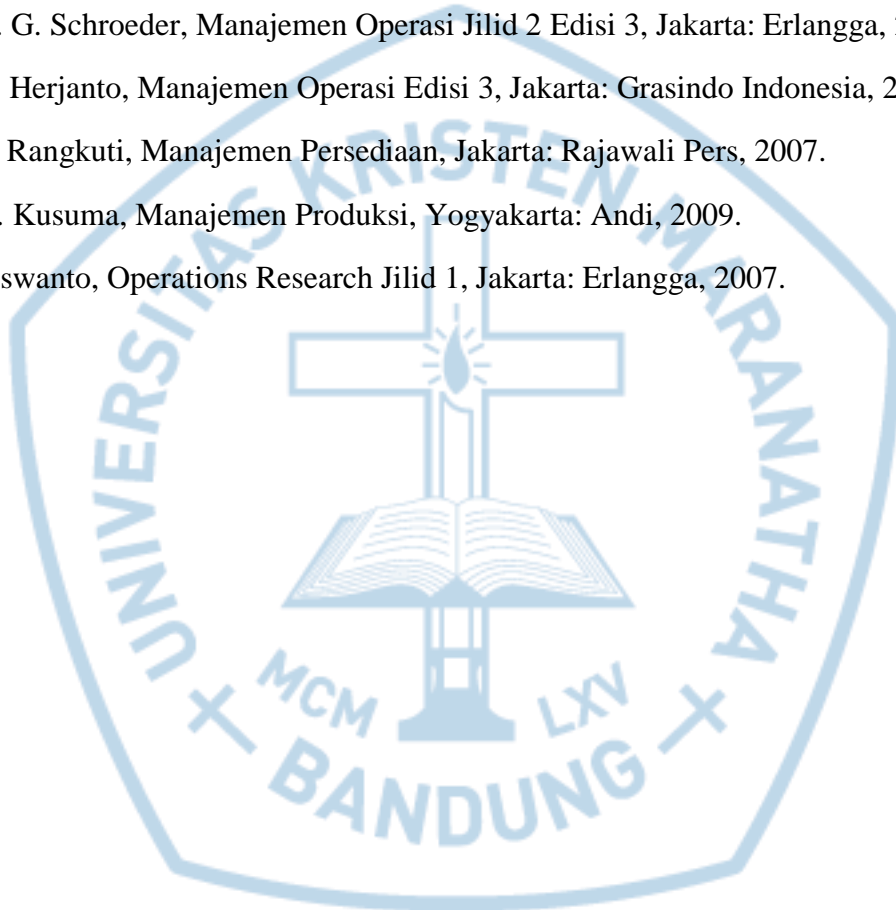 . G. Schroeder, Manajemen Operasi Jilid 2 Edisi 3, Jakarta: Erlangga,
Herjanto, Manajemen Operasi Edisi 3, Jakarta: Grasindo Indonesia, 2
Rangkuti, Manajemen Persediaan, Jakarta: Rajawali Pers, 2007.
. Kusuma, Manajemen Produksi, Yogyakarta: Andi, 2009.
swanto, Operations Research Jilid 1, Jakarta: Erlangga, 2007.
UNIVERSITAS KRISTEN MARANATHA
MCM LXV
BANDUNG